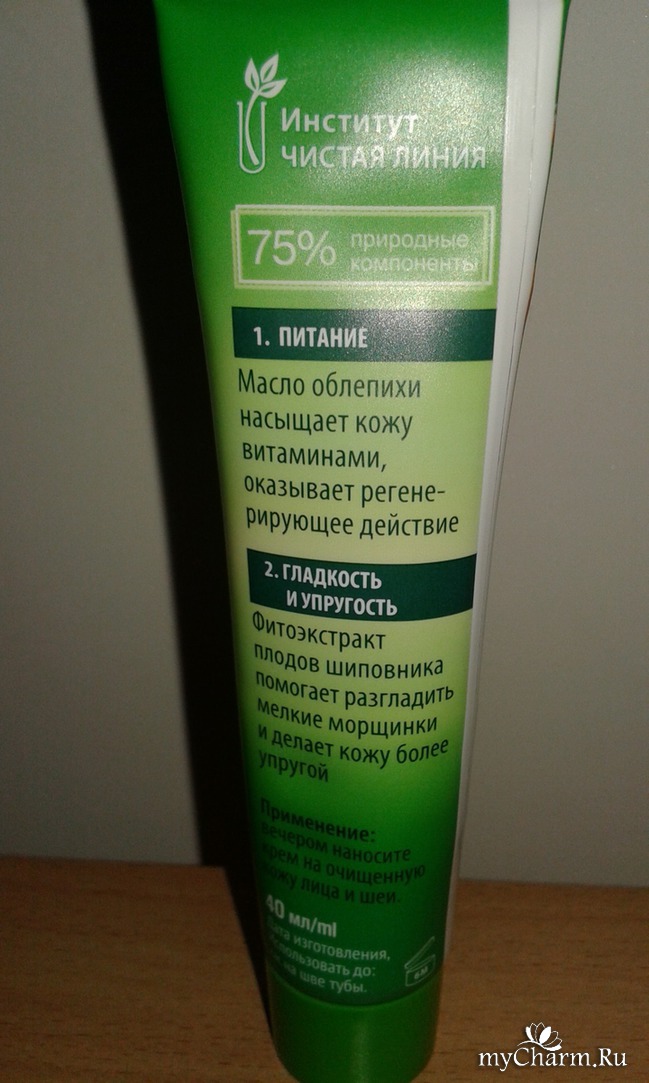 Институт
ЧИСТАЯ ЛИНИЯ
75% природные
компоненты
1. ПИТАНИЕ
Масло облепихи
насыщает кожу
витаминами,
оказывает регене-
рирующее действие
2. ГЛАДКОСТЬ
И УПРУГОСТЬ
Фитоэкстракт
плодов шиповника
помогает разгладить
мелкие морщинки
и делает кожу более
упругой
Применение:
вечером наносите
крем на очищенную
кожу лица и шеи.
40 мл/ml
Дата изготовления,
использовать до:
на шве тубы.
6М
myCharm.Ru